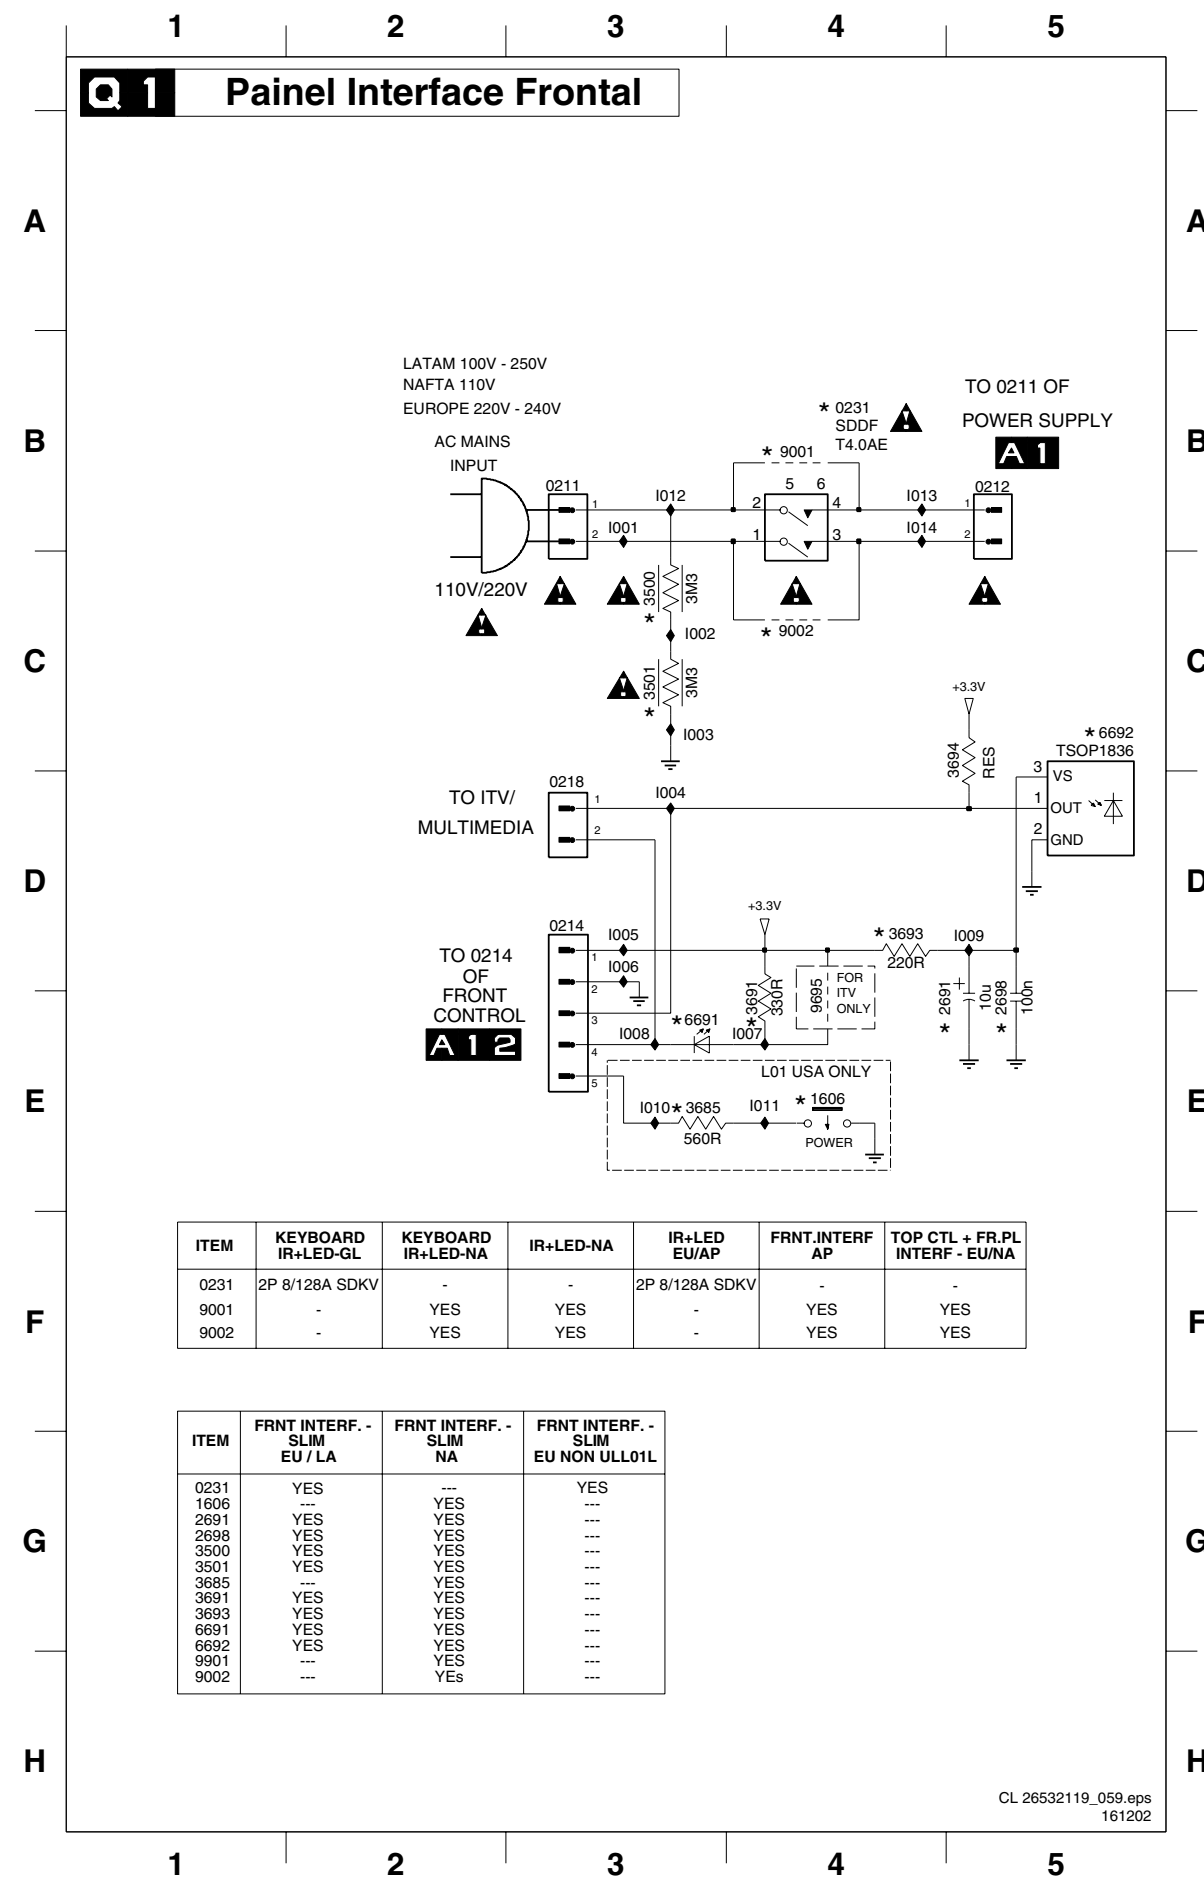 1 2 3 4 5
Q 1 Painel Interface Frontal
A A
LATAM 100V - 250V
NAFTA 110V
EUROPE 220V - 240V
AC MAINS
INPUT
* 0231
SDDF
T4.0AE
TO 0211 OF
POWER SUPPLY
A 1
B B
* 9001
0211 I012 5 6 I013 0212
1 2 4 1
2 I001 1 3 I014 2
110V/220V
* 3500 3M3
* 9002
I002
C C
* 3501 3M3
I003
+3.3V
3694 RES
* 6692
TSOP1836
3 VS
1 OUT
2 GND
TO ITV/
MULTIMEDIA
0218
1 I004
2
D D
+3.3V
TO 0214
OF
FRONT
CONTROL
A 1 2
0214
1 I005
2 I006
3
4 I008
5
* 3693
220R
I009
* 3691 330R
9695
FOR
ITV
ONLY
* 2691 + 10u
* 2698 100n
* 6691 I007
L01 USA ONLY
E E
I010 * 3685 I011 * 1606
560R
POWER
ITEM KEYBOARD IR+LED-GL KEYBOARD IR+LED-NA IR+LED-NA IR+LED EU/AP FRNT.INTERF AP TOP CTL + FR.PL INTERF - EU/NA
0231 2P 8/128A SDKV - - 2P 8/128A SDKV - -
9001 - YES YES - YES YES
9002 - YES YES - YES YES
F F
ITEM FRNT INTERF. - SLIM EU / LA FRNT INTERF. - SLIM NA FRNT INTERF. - SLIM EU NON ULL01L
0231 YES --- YES
1606 --- YES ---
2691 YES YES ---
2698 YES YES ---
3500 YES YES ---
3501 YES YES ---
3685 --- YES ---
3691 YES YES ---
3693 YES YES ---
6691 YES YES ---
6692 YES YES ---
9901 --- YES ---
9002 --- YEs ---
G G
H H
CL 26532119_059.eps
161202
1 2 3 4 5